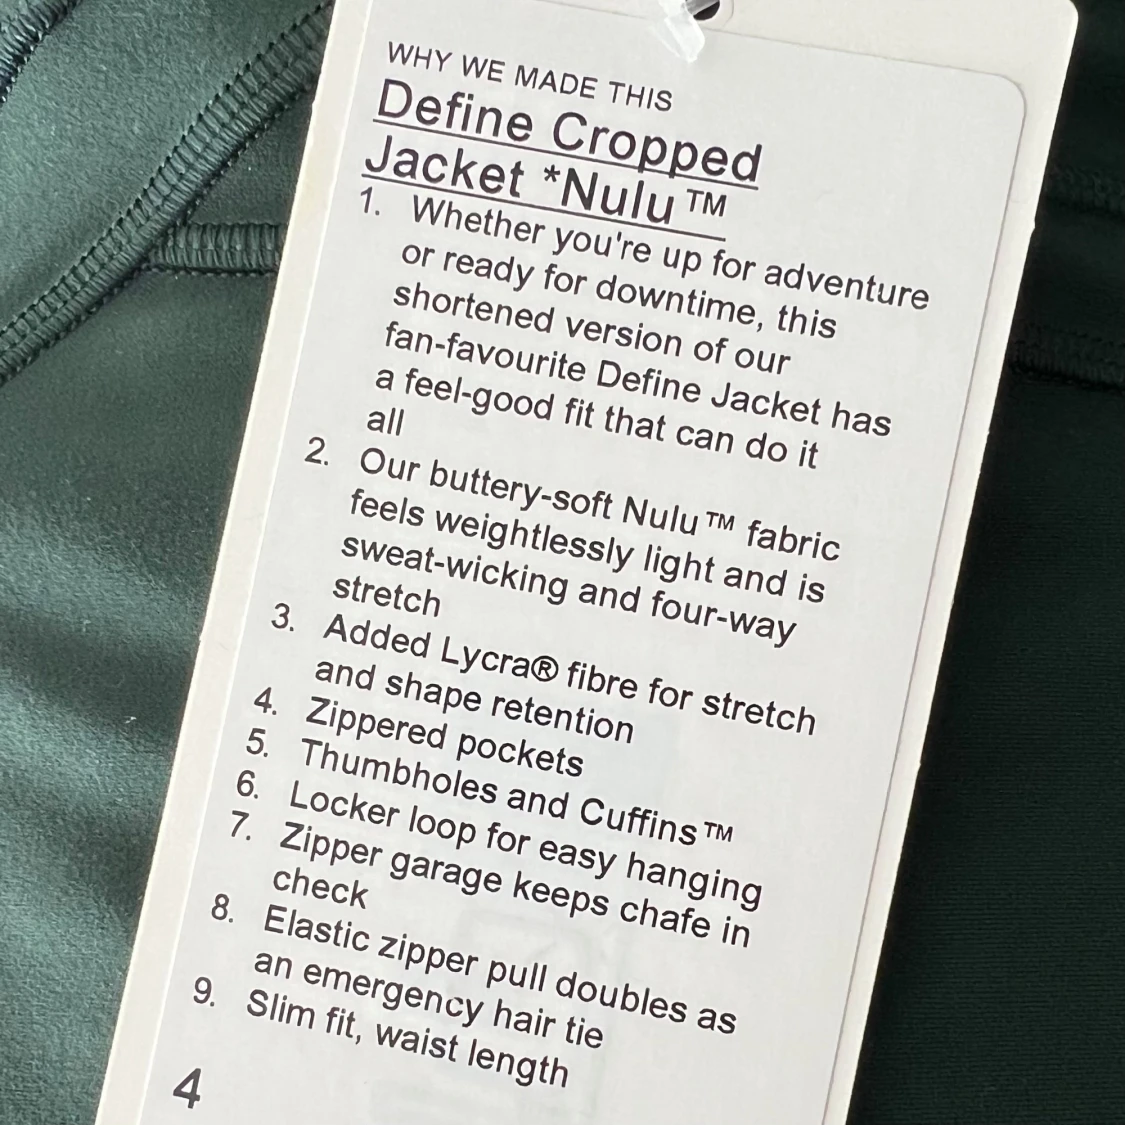 WHY WE MADE THIS
Define Cropped
Jacket *Nulu™
1. Whether you're up for adventure
or ready for downtime, this
shortened version of our
fan-favourite Define Jacket has
a feel-good fit that can do it
all
2. Our buttery-soft Nulu™ fabric
feels weightlessly light and is
sweat-wicking and four-way
stretch
3. Added Lycra® fibre for stretch
and shape retention
4. Zippered pockets
5. Thumbholes and Cuffins™
6. Locker loop for easy hanging
7. Zipper garage keeps chafe in
check
8. Elastic zipper pull doubles as
an emergency hair tie
9. Slim fit, waist length
4